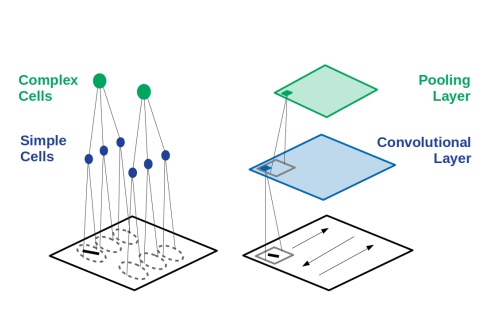 Complex
Cells
Simple
Cells
Pooling
Layer
Convolutional
Layer